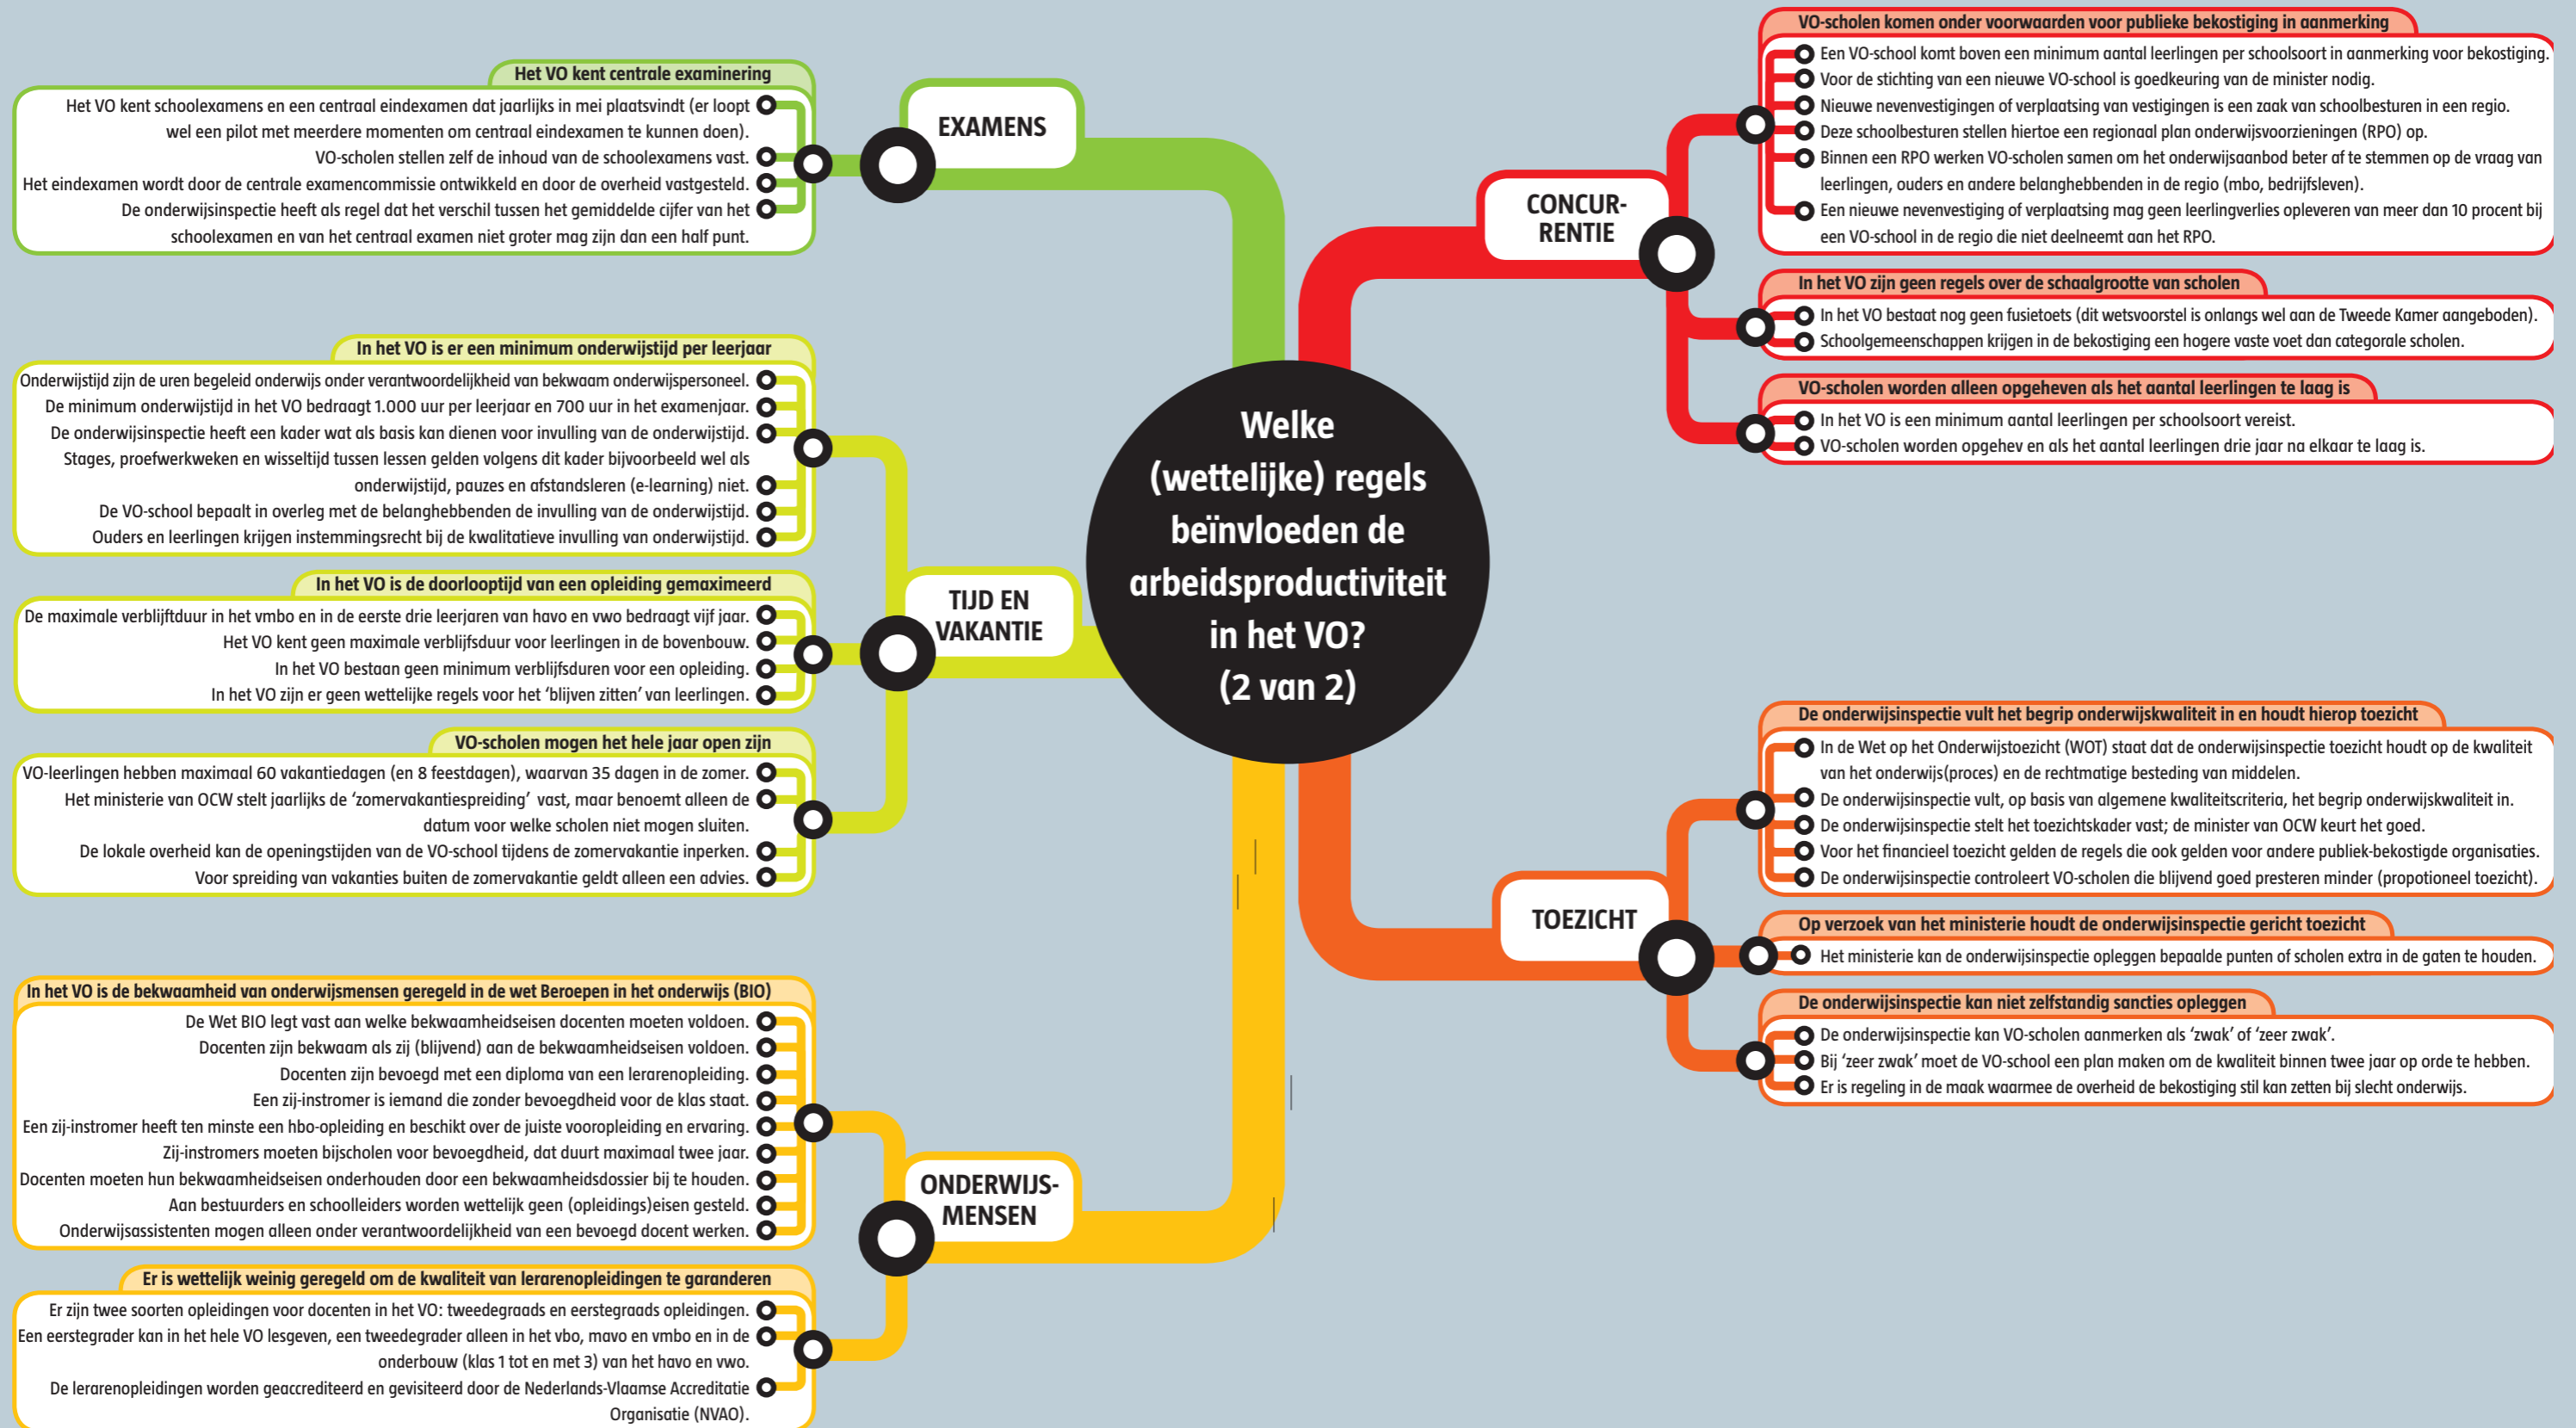 Welke
(wettelijke) regels
beïnvloeden de
arbeidsproductiviteit
in het VO?
(2 van 2)
EXAMENS
Het VO kent centrale examinering
Het VO kent schoolexamens en een centraal eindexamen dat jaarlijks in mei plaatsvindt (er loopt
wel een pilot met meerdere momenten om centraal eindexamen te kunnen doen).
VO-scholen stellen zelf de inhoud van de schoolexamens vast.
Het eindexamen wordt door de centrale examencommissie ontwikkeld en door de overheid vastgesteld.
De onderwijsinspectie heeft als regel dat het verschil tussen het gemiddelde cijfer van het
schoolexamen en van het centraal examen niet groter mag zijn dan een half punt.
TIJD EN
VAKANTIE
In het VO is er een minimum onderwijstijd per leerjaar
Onderwijstijd zijn de uren begeleid onderwijs onder verantwoordelijkheid van bekwaam onderwijspersoneel.
De minimum onderwijstijd in het VO bedraagt 1.000 uur per leerjaar en 700 uur in het examenjaar.
De onderwijsinspectie heeft een kader wat als basis kan dienen voor invulling van de onderwijstijd.
Stages, proefwerkweken en wisseltijd tussen lessen gelden volgens dit kader bijvoorbeeld wel als
onderwijstijd, pauzes en afstandsleren (e-learning) niet.
De VO-school bepaalt in overleg met de belanghebbenden de invulling van de onderwijstijd.
Ouders en leerlingen krijgen instemmingsrecht bij de kwalitatieve invulling van onderwijstijd.
In het VO is de doorlooptijd van een opleiding gemaximeerd
De maximale verblijftduur in het vmbo en in de eerste drie leerjaren van havo en vwo bedraagt vijf jaar.
Het VO kent geen maximale verblijfsduur voor leerlingen in de bovenbouw.
In het VO bestaan geen minimum verblijfsduren voor een opleiding.
In het VO zijn er geen wettelijke regels voor het ‘blijven zitten’ van leerlingen.
VO-scholen mogen het hele jaar open zijn
VO-leerlingen hebben maximaal 60 vakantiedagen (en 8 feestdagen), waarvan 35 dagen in de zomer.
Het ministerie van OCW stelt jaarlijks de ‘zomervakantiespreiding’ vast, maar benoemt alleen de
datum voor welke scholen niet mogen sluiten.
De lokale overheid kan de openingstijden van de VO-school tijdens de zomervakantie inperken.
Voor spreiding van vakanties buiten de zomervakantie geldt alleen een advies.
ONDERWIJS-
MENSEN
In het VO is de bekwaamheid van onderwijsmensen geregeld in de wet Beroepen in het onderwijs (BIO)
De Wet BIO legt vast aan welke bekwaamheidseisen docenten moeten voldoen.
Docenten zijn bekwaam als zij (blijvend) aan de bekwaamheidseisen voldoen.
Docenten zijn bevoegd met een diploma van een lerarenopleiding.
Een zij-instromer is iemand die zonder bevoegdheid voor de klas staat.
Een zij-instromer heeft ten minste een hbo-opleiding en beschikt over de juiste vooropleiding en ervaring.
Zij-instromers moeten bijscholen voor bevoegdheid, dat duurt maximaal twee jaar.
Docenten moeten hun bekwaamheidseisen onderhouden door een bekwaamheidsdossier bij te houden.
Aan bestuurders en schoolleiders worden wettelijk geen (opleidings)eisen gesteld.
Onderwijsassistenten mogen alleen onder verantwoordelijkheid van een bevoegd docent werken.
Er is wettelijk weinig geregeld om de kwaliteit van lerarenopleidingen te garanderen
Er zijn twee soorten opleidingen voor docenten in het VO: tweedegraads en eerstegraads opleidingen.
Een eerstegrader kan in het hele VO lesgeven, een tweedegrader alleen in het vbo, mavo en vmbo en in de
onderbouw (klas 1 tot en met 3) van het havo en vwo.
De lerarenopleidingen worden geaccrediteerd en gevisiteerd door de Nederlands-Vlaamse Accreditatie
Organisatie (NVAO).
CONCUR-
RENTIE
VO-scholen komen onder voorwaarden voor publieke bekostiging in aanmerking
Een VO-school komt boven een minimum aantal leerlingen per schoolsoort in aanmerking voor bekostiging.
Voor de stichting van een nieuwe VO-school is goedkeuring van de minister nodig.
Nieuwe nevenvestigingen of verplaatsing van vestigingen is een zaak van schoolbesturen in een regio.
Deze schoolbesturen stellen hiertoe een regionaal plan onderwijsvoorzieningen (RPO) op.
Binnen een RPO werken VO-scholen samen om het onderwijsaanbod beter af te stemmen op de vraag van
leerlingen, ouders en andere belanghebbenden in de regio (mbo, bedrijfsleven).
Een nieuwe nevenvestiging of verplaatsing mag geen leerlingverlies opleveren van meer dan 10 procent bij
een VO-school in de regio die niet deelneemt aan het RPO.
In het VO zijn geen regels over de schaalgrootte van scholen
In het VO bestaat nog geen fusietoets (dit wetsvoorstel is onlangs wel aan de Tweede Kamer aangeboden).
Schoolgemeenschappen krijgen in de bekostiging een hogere vaste voet dan categorale scholen.
VO-scholen worden alleen opgeheven als het aantal leerlingen te laag is
In het VO is een minimum aantal leerlingen per schoolsoort vereist.
VO-scholen worden opgehev en als het aantal leerlingen drie jaar na elkaar te laag is.
TOEZICHT
De onderwijsinspectie vult het begrip onderwijskwaliteit in en houdt hierop toezicht
In de Wet op het Onderwijstoezicht (WOT) staat dat de onderwijsinspectie toezicht houdt op de kwaliteit
van het onderwijs(proces) en de rechtmatige besteding van middelen.
De onderwijsinspectie vult, op basis van algemene kwaliteitscriteria, het begrip onderwijskwaliteit in.
De onderwijsinspectie stelt het toezichtskader vast; de minister van OCW keurt het goed.
Voor het financieel toezicht gelden de regels die ook gelden voor andere publiek-bekostigde organisaties.
De onderwijsinspectie controleert VO-scholen die blijvend goed presteren minder (propotioneel toezicht).
Op verzoek van het ministerie houdt de onderwijsinspectie gericht toezicht
Het ministerie kan de onderwijsinspectie opleggen bepaalde punten of scholen extra in de gaten te houden.
De onderwijsinspectie kan niet zelfstandig sancties opleggen
De onderwijsinspectie kan VO-scholen aanmerken als ‘zwak’ of ‘zeer zwak’.
Bij ‘zeer zwak’ moet de VO-school een plan maken om de kwaliteit binnen twee jaar op orde te hebben.
Er is regeling in de maak waarmee de overheid de bekostiging stil kan zetten bij slecht onderwijs.